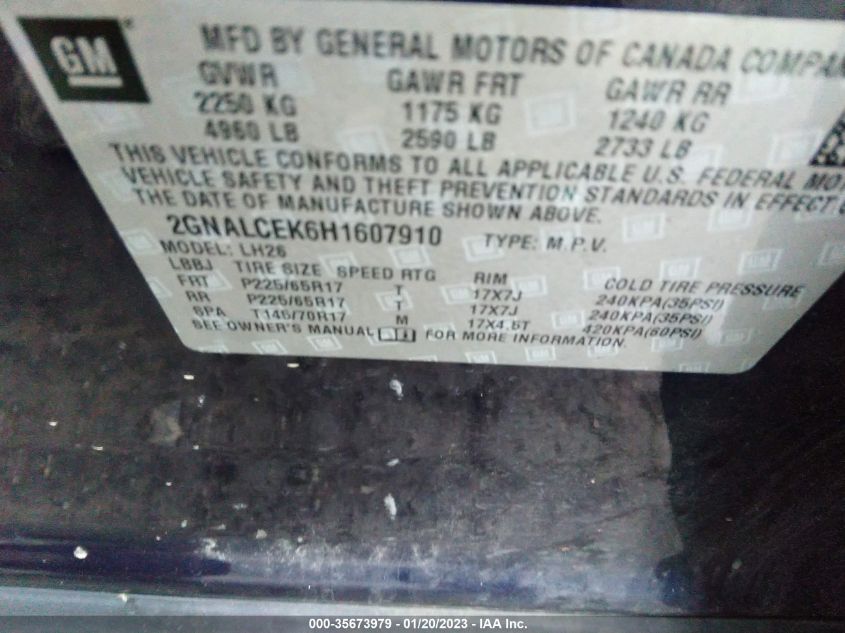 GM
MFD BY GENERAL MOTORS OF CANADA COMPAN
GVWR GAWR FRT GAWR RR
2250 KG 1175 KG 1240 KG
4960 LB 2590 LB 2733 LB
THIS VEHICLE CONFORMS TO ALL APPLICABLE U.S. FEDERAL MOT
VEHICLE SAFETY AND THEFT PREVENTION STANDARDS IN EFFECT
THE DATE OF MANUFACTURE SHOWN ABOVE.
2GNALCEK6H1607910 TYPE: M.P.V.
MODEL: LH26
LBBJ TIRE SIZE SPEED RTG RIM COLD TIRE PRESSURE
FRT P225/65R17 T 17X7J 240KPA(35PSI)
RR P225/65R17 T 17X7J 240KPA(35PSI)
SPA T145/70R17 M 17X4.5T 420KPA(60PSI)
SEE OWNER'S MANUAL FOR MORE INFORMATION.
000-35673979 — 01/20/2023 — IAA Inc.